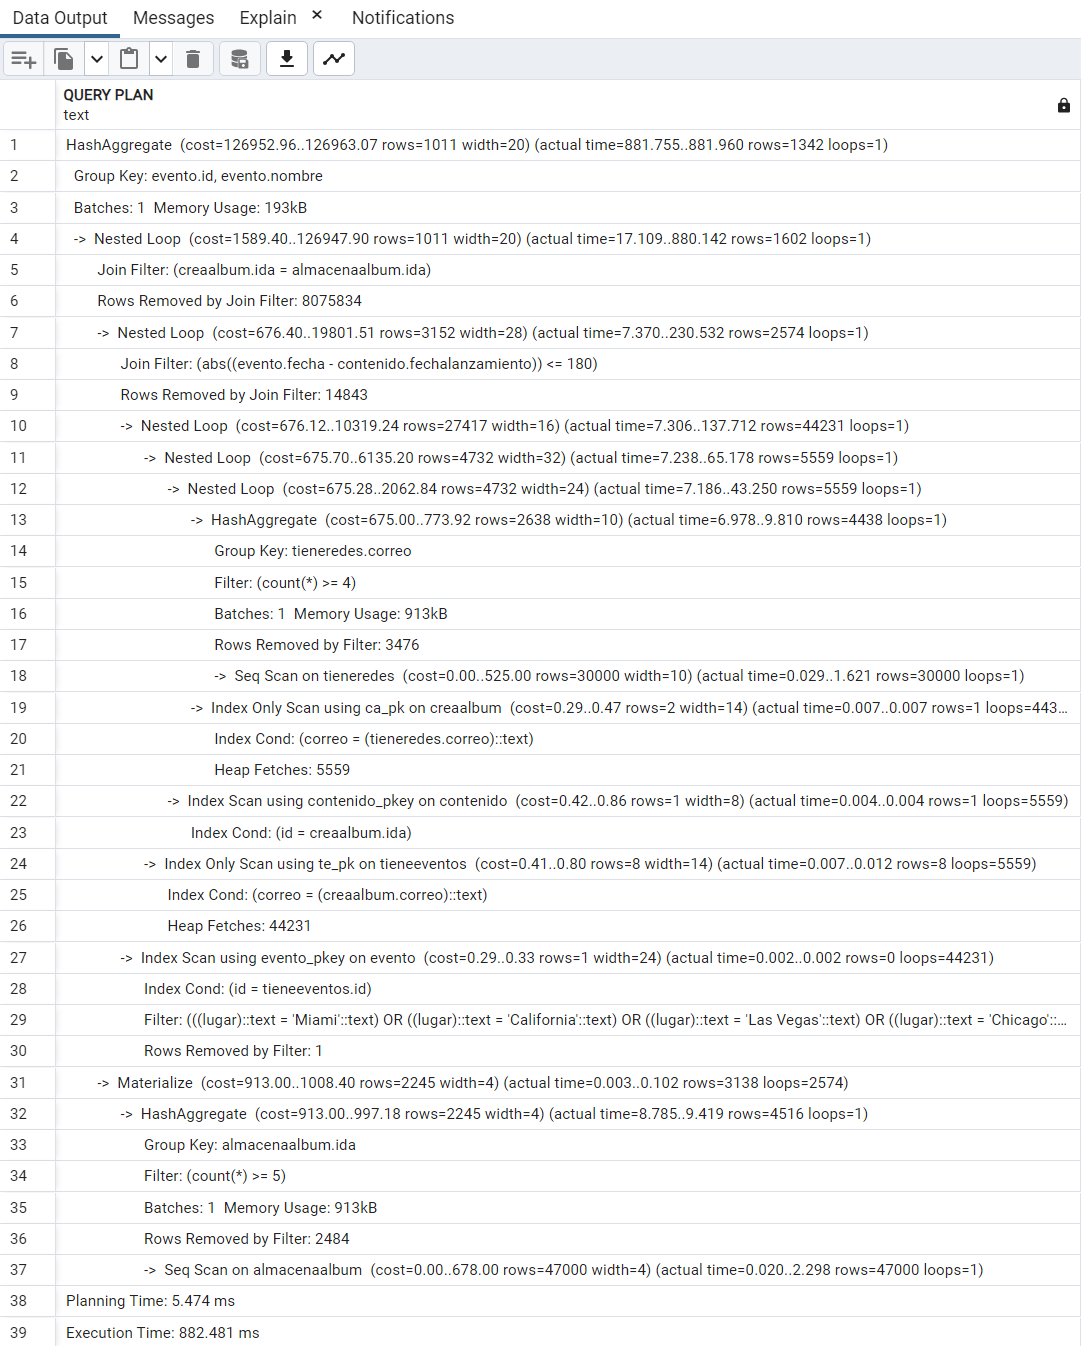 Data Output Messages Explain × Notifications
QUERY PLAN
text
1 HashAggregate (cost=126952.96..126963.07 rows=1011 width=20) (actual time=881.755..881.960 rows=1342 loops=1)
2 Group Key: evento.id, evento.nombre
3 Batches: 1 Memory Usage: 193kB
4 -> Nested Loop (cost=1589.40..126947.90 rows=1011 width=20) (actual time=17.109..880.142 rows=1602 loops=1)
5 Join Filter: (creaalbum.ida = almacenaalbum.ida)
6 Rows Removed by Join Filter: 8075834
7 -> Nested Loop (cost=676.40..19801.51 rows=3152 width=28) (actual time=7.370..230.532 rows=2574 loops=1)
8 Join Filter: (abs((evento.fecha - contenido.fechalanzamiento)) <= 180)
9 Rows Removed by Join Filter: 14843
10 -> Nested Loop (cost=676.12..10319.24 rows=27417 width=16) (actual time=7.306..137.712 rows=44231 loops=1)
11 -> Nested Loop (cost=675.70..6135.20 rows=4732 width=32) (actual time=7.238..65.178 rows=5559 loops=1)
12 -> Nested Loop (cost=675.28..2062.84 rows=4732 width=24) (actual time=7.186..43.250 rows=5559 loops=1)
13 -> HashAggregate (cost=675.00..773.92 rows=2638 width=10) (actual time=6.978..9.810 rows=4438 loops=1)
14 Group Key: tieneredes.correo
15 Filter: (count(*) >= 4)
16 Batches: 1 Memory Usage: 913kB
17 Rows Removed by Filter: 3476
18 -> Seq Scan on tieneredes (cost=0.00..525.00 rows=30000 width=10) (actual time=0.029..1.621 rows=30000 loops=1)
19 -> Index Only Scan using ca_pk on creaalbum (cost=0.29..0.47 rows=2 width=14) (actual time=0.007..0.007 rows=1 loops=443...
20 Index Cond: (correo = (tieneredes.correo)::text)
21 Heap Fetches: 5559
22 -> Index Scan using contenido_pkey on contenido (cost=0.42..0.86 rows=1 width=8) (actual time=0.004..0.004 rows=1 loops=5559)
23 Index Cond: (id = creaalbum.ida)
24 -> Index Only Scan using te_pk on tieneeventos (cost=0.41..0.80 rows=8 width=14) (actual time=0.007..0.012 rows=8 loops=5559)
25 Index Cond: (correo = (creaalbum.correo)::text)
26 Heap Fetches: 44231
27 -> Index Scan using evento_pkey on evento (cost=0.29..0.33 rows=1 width=24) (actual time=0.002..0.002 rows=0 loops=44231)
28 Index Cond: (id = tieneeventos.id)
29 Filter: (((lugar)::text = 'Miami'::text) OR ((lugar)::text = 'California'::text) OR ((lugar)::text = 'Las Vegas'::text) OR ((lugar)::text = 'Chicago'::...
30 Rows Removed by Filter: 1
31 -> Materialize (cost=913.00..1008.40 rows=2245 width=4) (actual time=0.003..0.102 rows=3138 loops=2574)
32 -> HashAggregate (cost=913.00..997.18 rows=2245 width=4) (actual time=8.785..9.419 rows=4516 loops=1)
33 Group Key: almacenaalbum.ida
34 Filter: (count(*) >= 5)
35 Batches: 1 Memory Usage: 913kB
36 Rows Removed by Filter: 2484
37 -> Seq Scan on almacenaalbum (cost=0.00..678.00 rows=47000 width=4) (actual time=0.020..2.298 rows=47000 loops=1)
38 Planning Time: 5.474 ms
39 Execution Time: 882.481 ms